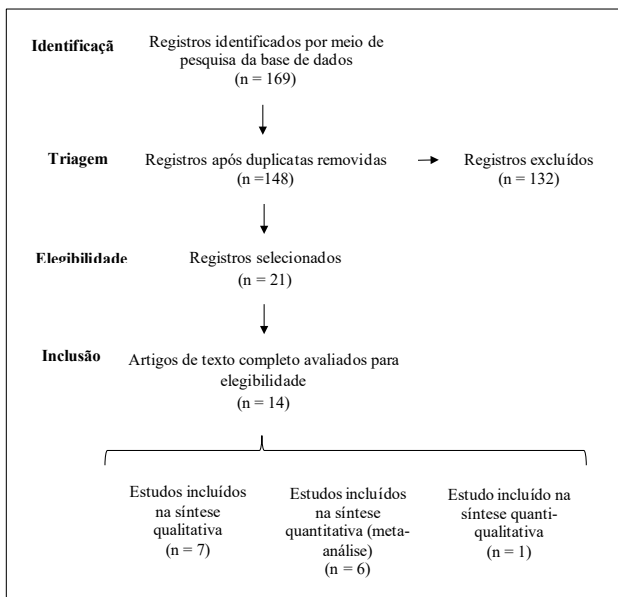 Identificaçã
Registros identificados por meio de
pesquisa da base de dados
(n = 169)
Triagem
Registros após duplicatas removidas
(n =148)
Registros excluídos
(n = 132)
Elegibilidade
Registros selecionados
(n = 21)
Inclusão
Artigos de texto completo avaliados para
elegibilidade
(n = 14)
Estudos incluídos
na síntese
qualitativa
(n = 7)
Estudos incluídos
na síntese
quantitativa (meta-
análise)
(n = 6)
Estudo incluído na
síntese quanti-
qualitativa
(n = 1)